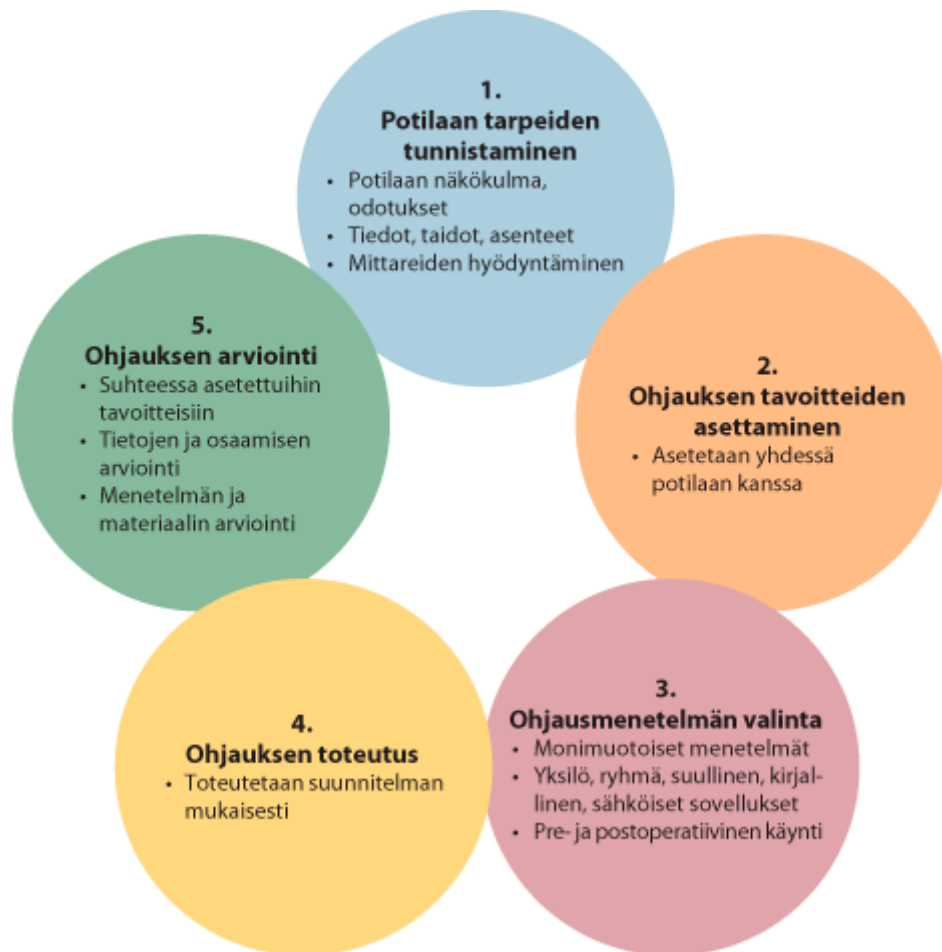 1.
Potilaan tarpeiden
tunnistaminen
• Potilaan näkökulma,
odotukset
• Tiedot, taidot, asenteet
• Mittareiden hyödyntäminen
2.
Ohjauksen tavoitteiden
asettaminen
• Asetetaan yhdessä
potilaan kanssa
3.
Ohjausmenetelmän valinta
• Monimuotoiset menetelmät
• Yksilö, ryhmä, suullinen, kirjal-
linen, sähköiset sovellukset
• Pre- ja postoperatiivinen käynti
4.
Ohjauksen toteutus
• Toteutetaan suunnitelman
mukaisesti
5.
Ohjauksen arviointi
• Suhteessa asetettuihin
tavoitteisiin
• Tietojen ja osaamisen
arviointi
• Menetelmän ja
materiaalin arviointi